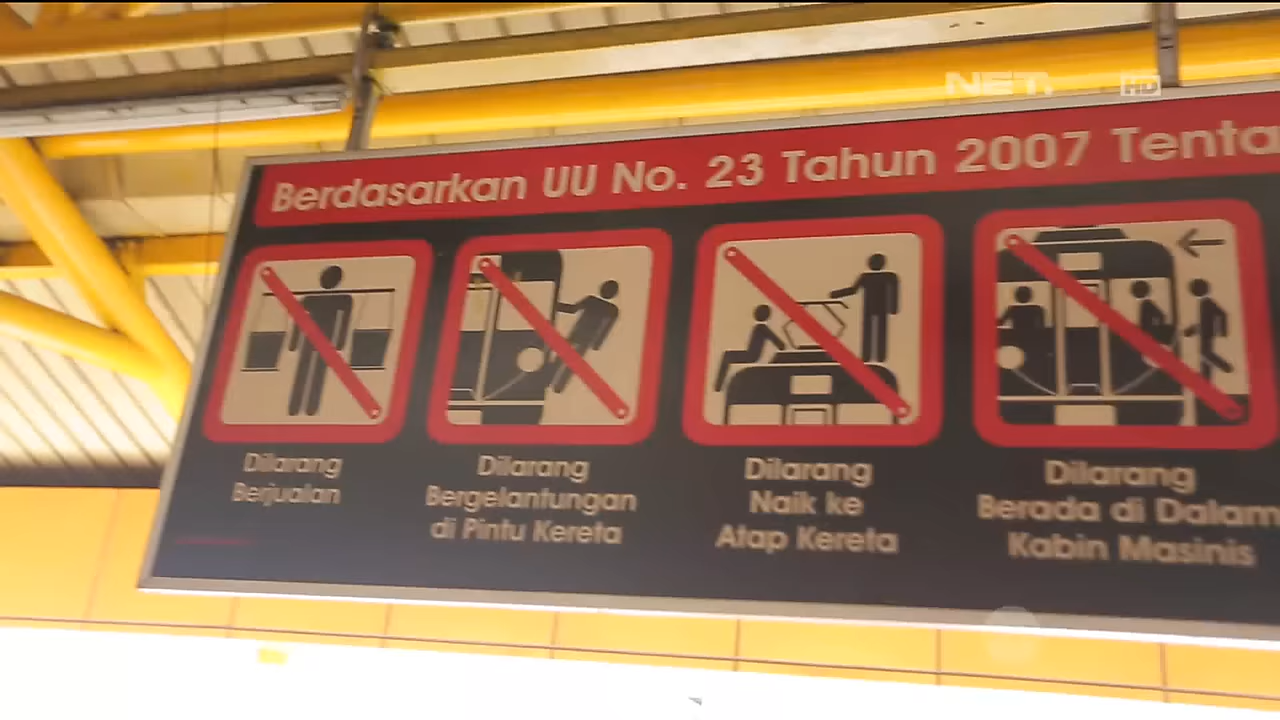 NET.
HD
Berdasarkan UU No. 23 Tahun 2007 Tenta
Dilarang
Berjualan
Dilarang
Bergelantungan
di Pintu Kereta
Dilarang
Naik ke
Atap Kereta
Dilarang
Berada di Dalam
Kabin Masinis